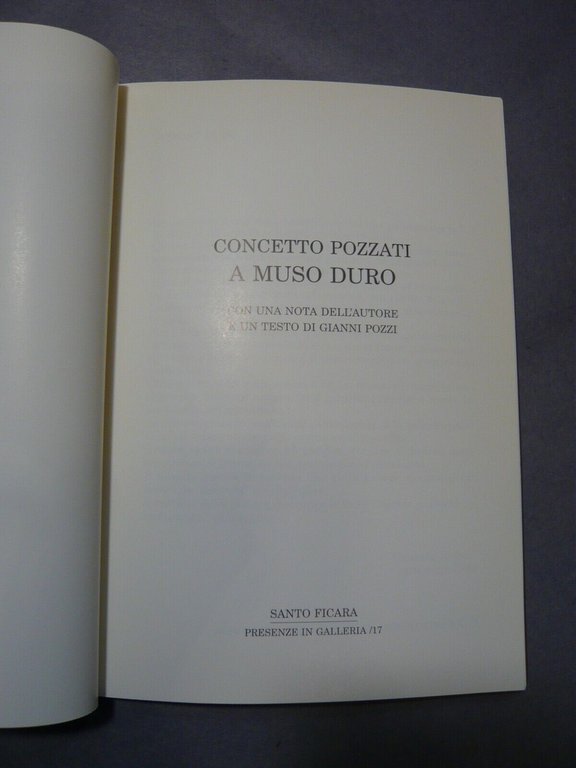 CONCETTO POZZATI
A MUSO DURO
CON UNA NOTA DELL'AUTORE
E UN TESTO DI GIANNI POZZI
SANTO FICARA
PRESENZE IN GALLERIA /17